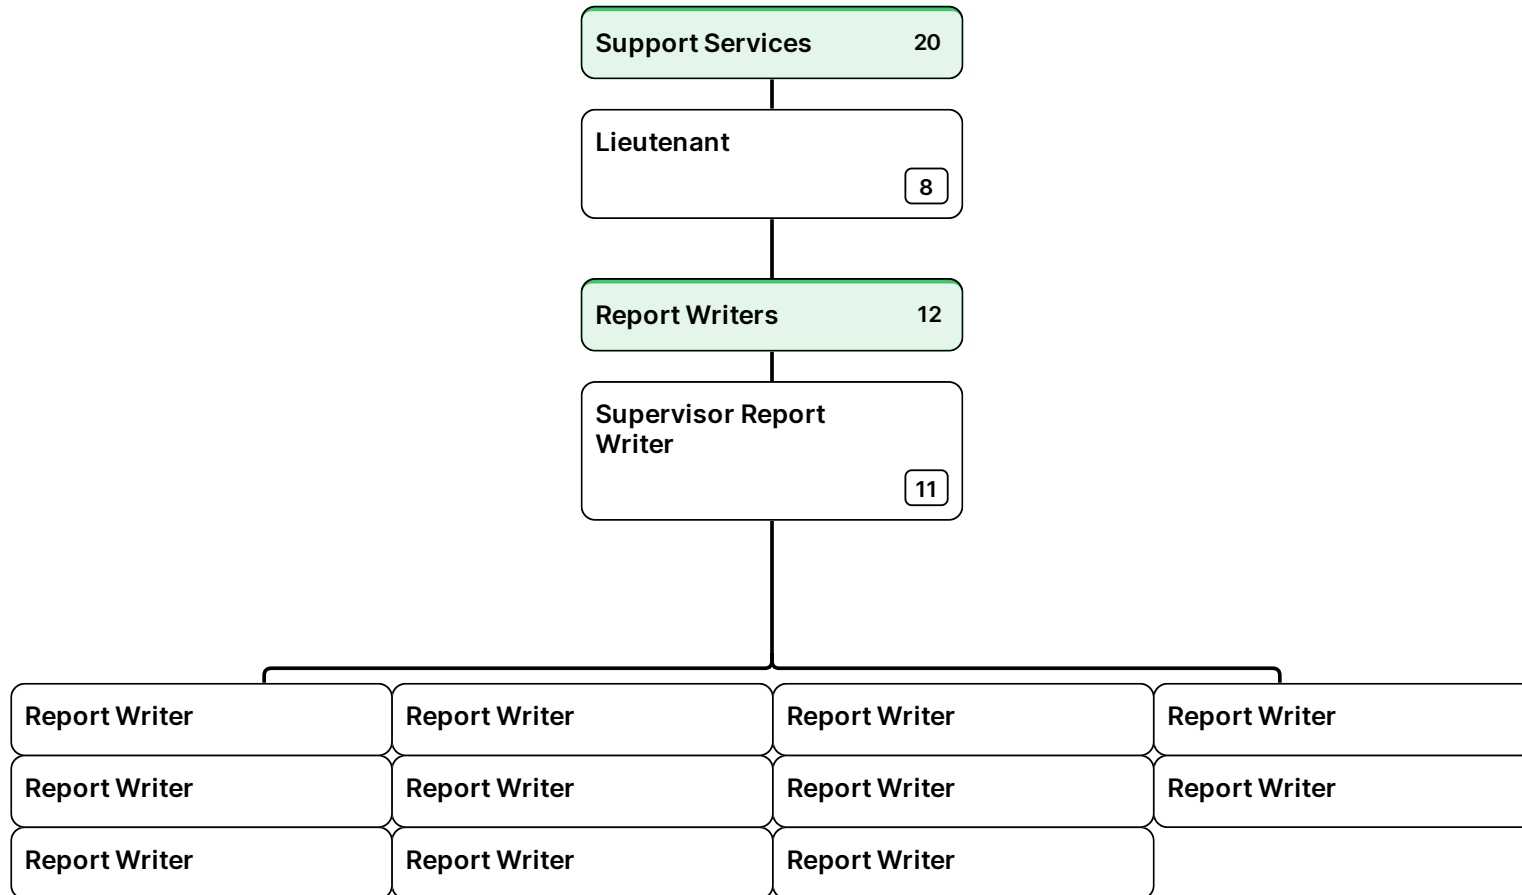 Support Services 20
Lieutenant
8
Report Writers 12
Supervisor Report
Writer
11
Report Writer Report Writer Report Writer Report Writer
Report Writer Report Writer Report Writer Report Writer
Report Writer Report Writer Report Writer